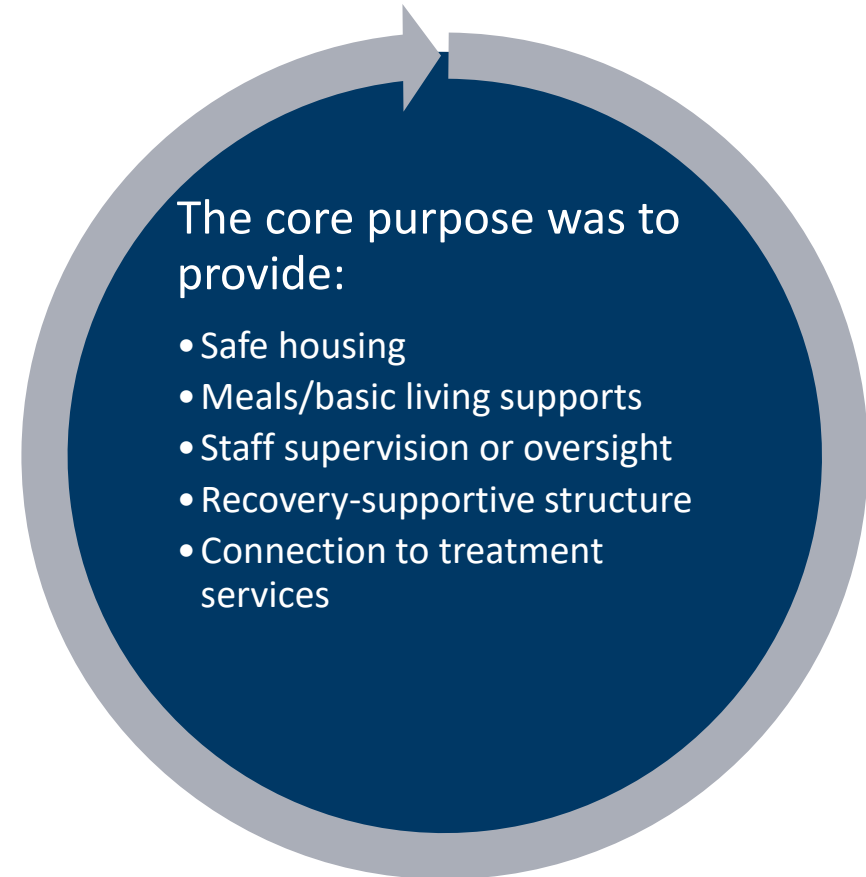 The core purpose was to
provide:
• Safe housing
• Meals/basic living supports
• Staff supervision or oversight
• Recovery-supportive structure
• Connection to treatment
services